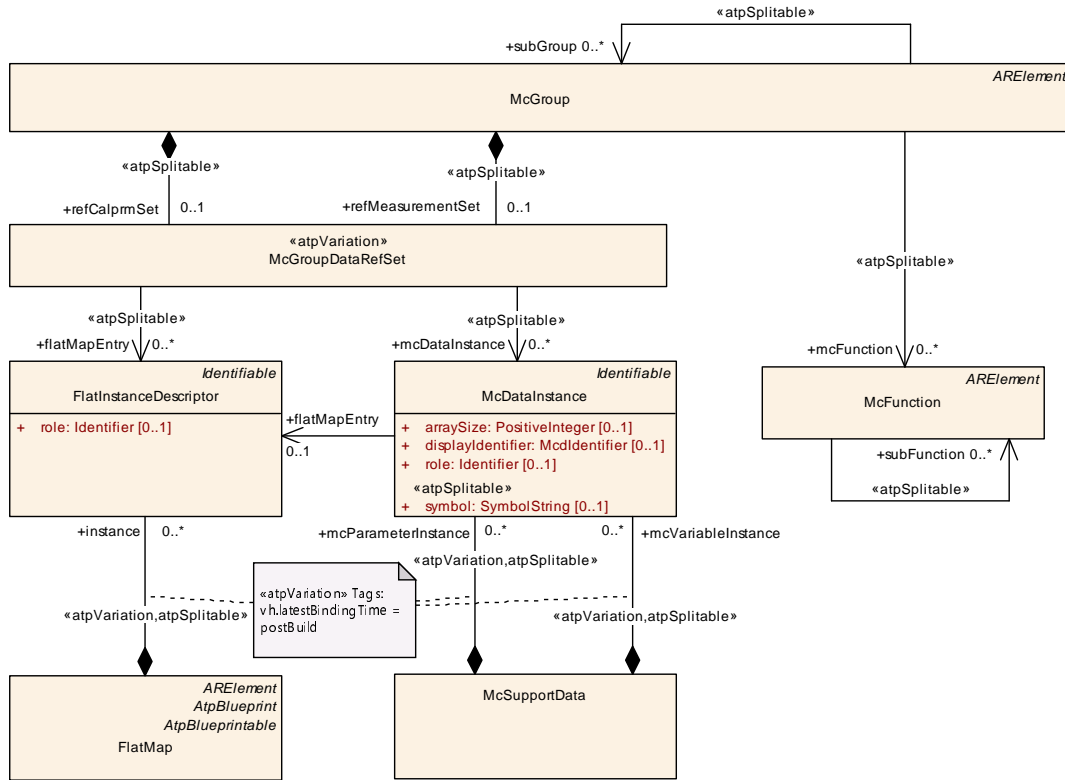 «atpSplitable»
+subGroup 0..*
ARElement
McGroup
«atpSplitable»
«atpSplitable»
+refCalprmSet 0..1
+refMeasurementSet 0..1
«atpSplitable»
«atpVariation»
McGroupDataRefSet
«atpSplitable»
«atpSplitable»
+flatMapEntry 0..*
+mcDataInstance 0..*
+mcFunction 0..*
Identifiable
FlatInstanceDescriptor
+ role: Identifier [0..1]
Identifiable
McDataInstance
+ arraySize: PositiveInteger [0..1]
+ displayIdentifier: McdIdentifier [0..1]
+ role: Identifier [0..1]
«atpSplitable»
+ symbol: SymbolString [0..1]
+flatMapEntry
0..1
ARElement
McFunction
+subFunction 0..*
«atpSplitable»
+instance 0..*
+mcParameterInstance 0..*
0..* +mcVariableInstance
«atpVariation,atpSplitable»
«atpVariation» Tags:
vh.latestBindingTime =
postBuild
«atpVariation,atpSplitable»
«atpVariation,atpSplitable»
ARElement
AtpBlueprint
AtpBlueprintable
FlatMap
McSupportData